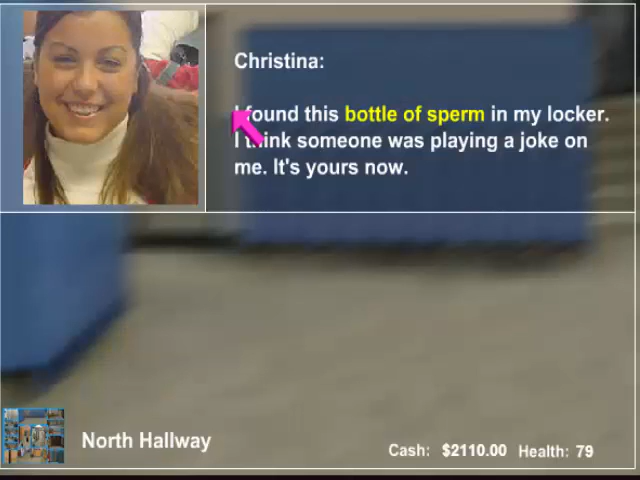 Christina:
I found this bottle of sperm in my locker.
I think someone was playing a joke on
me. It's yours now.
North Hallway
Cash: $2110.00 Health: 79